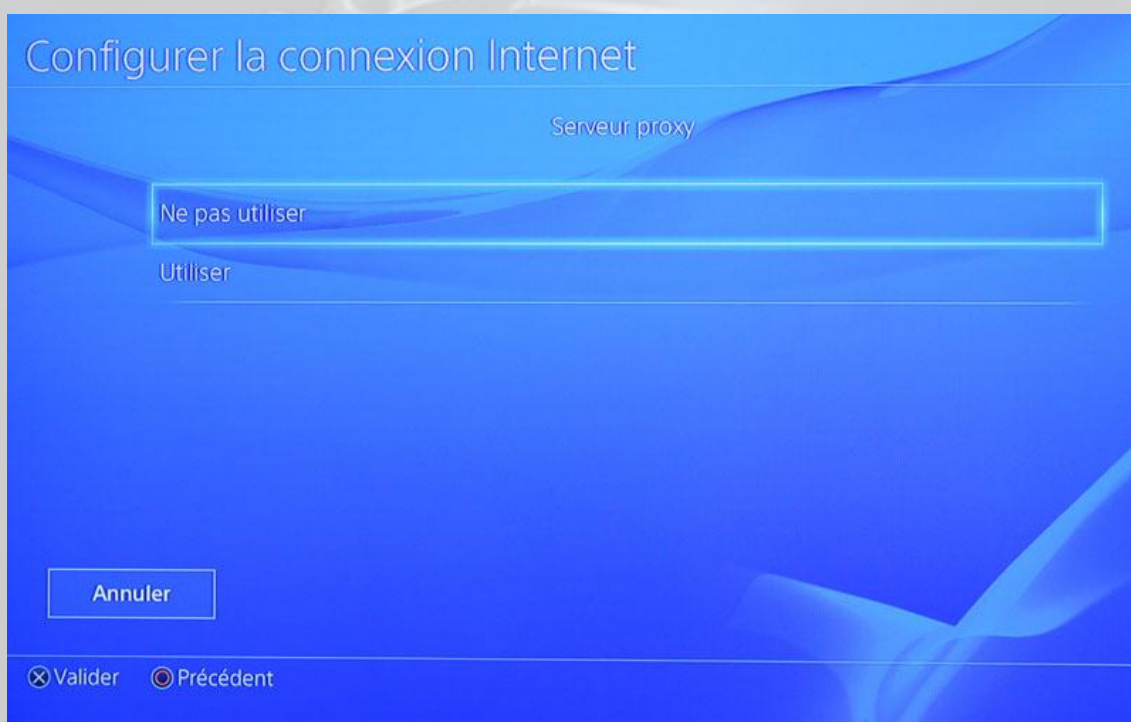 Configurer la connexion Internet
Serveur proxy
Ne pas utiliser
Utiliser
Annuler
Valider Précédent